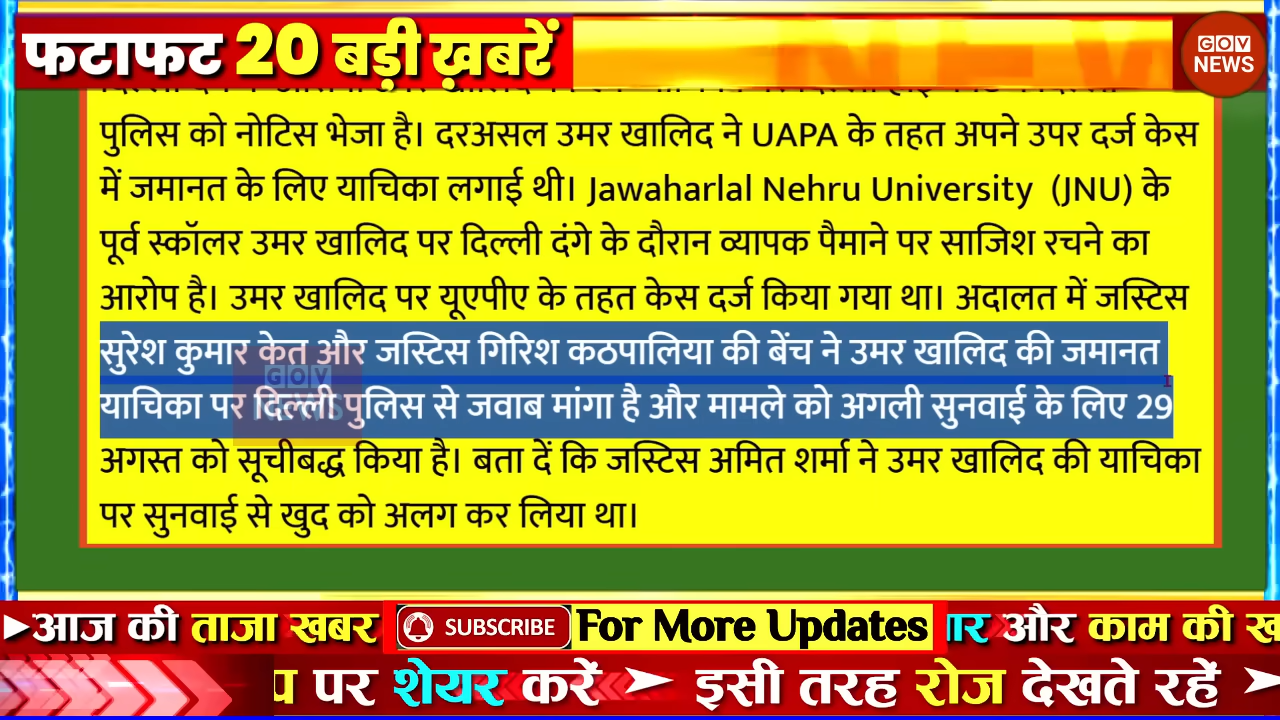 फटाफट 20 बड़ी ख़बरें
GOV
NEWS
पुलिस को नोटिस भेजा है। दरअसल उमर खालिद ने UAPA के तहत अपने उपर दर्ज केस
में जमानत के लिए याचिका लगाई थी। Jawaharlal Nehru University (JNU) के
पूर्व स्कॉलर उमर खालिद पर दिल्ली दंगे के दौरान व्यापक पैमाने पर साजिश रचने का
आरोप है। उमर खालिद पर यूएपीए के तहत केस दर्ज किया गया था। अदालत में जस्टिस
सुरेश कुमार केत और जस्टिस गिरिश कठपालिया की बेंच ने उमर खालिद की जमानत
याचिका पर दिल्ली पुलिस से जवाब मांगा है और मामले को अगली सुनवाई के लिए 29
अगस्त को सूचीबद्ध किया है। बता दें कि जस्टिस अमित शर्मा ने उमर खालिद की याचिका
पर सुनवाई से खुद को अलग कर लिया था।
GOV
NEWS
1
आज की ताजा खबर SUBSCRIBE For More Updates और काम की
पर शेयर करें इसी तरह रोज देखते रहें